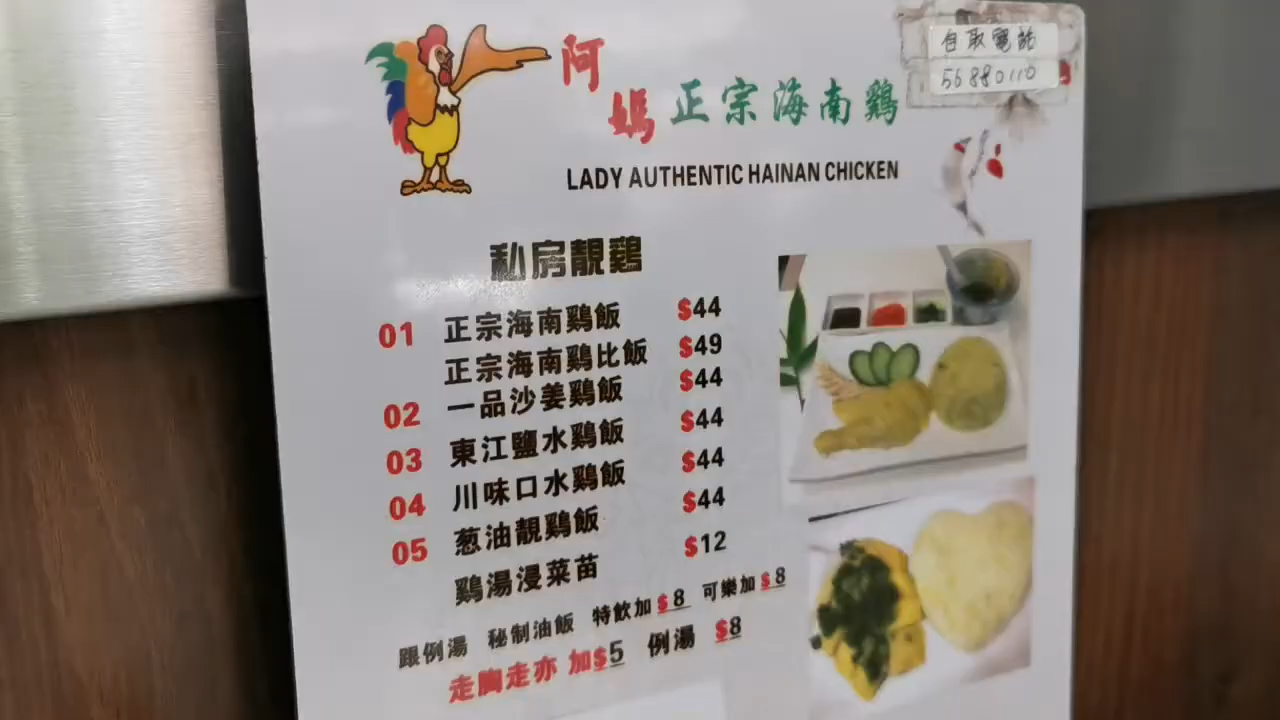 阿媽正宗海南鷄
自取電話
56880110
LADY AUTHENTIC HAINAN CHICKEN
私房靚鷄
01 正宗海南鷄飯 $44
正宗海南鷄比飯 $49
02 一品沙姜鷄飯 $44
03 東江鹽水鷄飯 $44
04 川味口水鷄飯 $44
05 葱油靚鷄飯 $44
鷄湯浸菜苗 $12
跟例湯 秘制油飯 特飲加$8 可樂加$8
走胸走亦 加$5 例湯 $8